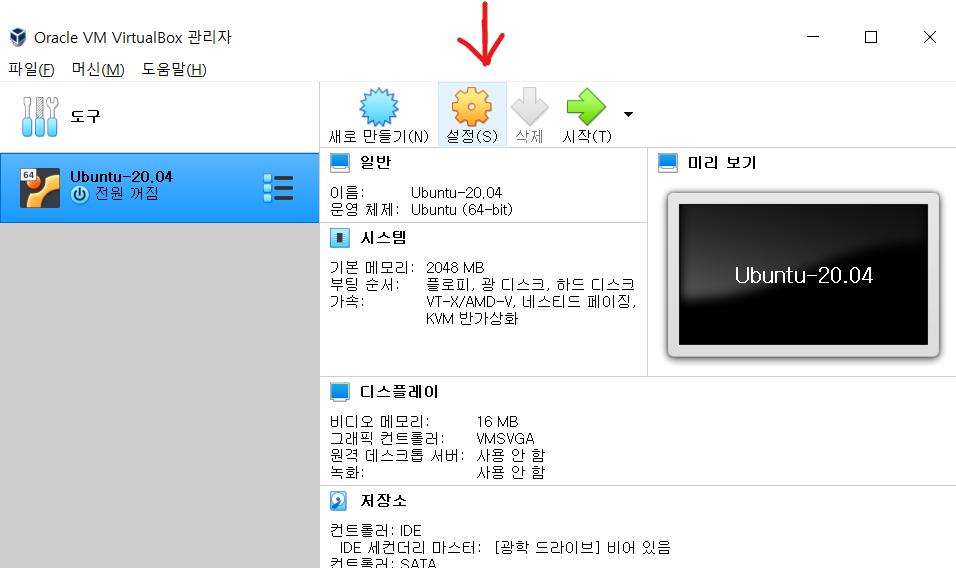 Oracle VM VirtualBox 관리자
파일(F) 머신(M) 도움말(H)
도구
새로 만들기(N) 설정(S) 삭제 시작(T)
64
Ubuntu-20.04
전원 꺼짐
일반
이름: Ubuntu-20.04
운영 체제: Ubuntu (64-bit)
시스템
기본 메모리: 2048 MB
부팅 순서: 플로피, 광 디스크, 하드 디스크
가속: VT-X/AMD-V, 네스티드 페이징,
KVM 반가상화
미리 보기
Ubuntu-20.04
디스플레이
비디오 메모리: 16 MB
그래픽 컨트롤러: VMSVGA
원격 데스크톱 서버: 사용 안 함
녹화: 사용 안 함
저장소
컨트롤러: IDE
IDE 세컨더리 마스터: [광학 드라이브] 비어 있음
컨트롤러: SATA